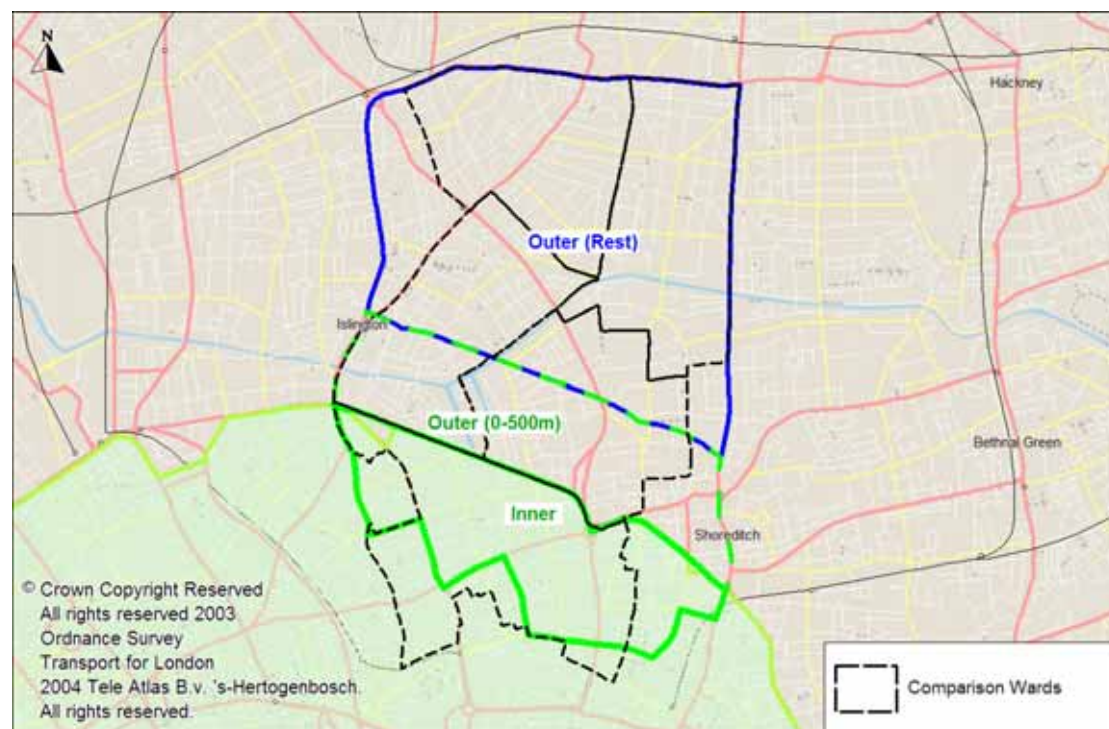 N
Hackney
Outer (Rest)
Islington
Outer (0-500m)
Bethnal Green
Inner
Shoreditch
© Crown Copyright Reserved
All rights reserved 2003
Ordnance Survey
Transport for London
2004 Tele Atlas B.v. 's-Hertogenbosch.
All rights reserved.
Comparison Wards